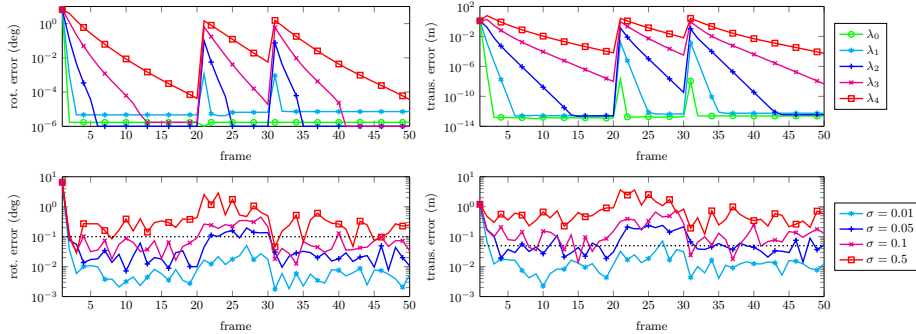 rot. error (deg)
10^0
10^−2
10^−4
10^−6
5 10 15 20 25 30 35 40 45 50
frame
trans. error (m)
10^2
10^−2
10^−6
10^−10
10^−14
5 10 15 20 25 30 35 40 45 50
frame
λ_0
λ_1
λ_2
λ_3
λ_4
rot. error (deg)
10^1
10^0
10^−1
10^−2
10^−3
5 10 15 20 25 30 35 40 45 50
frame
trans. error (m)
10^1
10^0
10^−1
10^−2
10^−3
5 10 15 20 25 30 35 40 45 50
frame
σ = 0.01
σ = 0.05
σ = 0.1
σ = 0.5